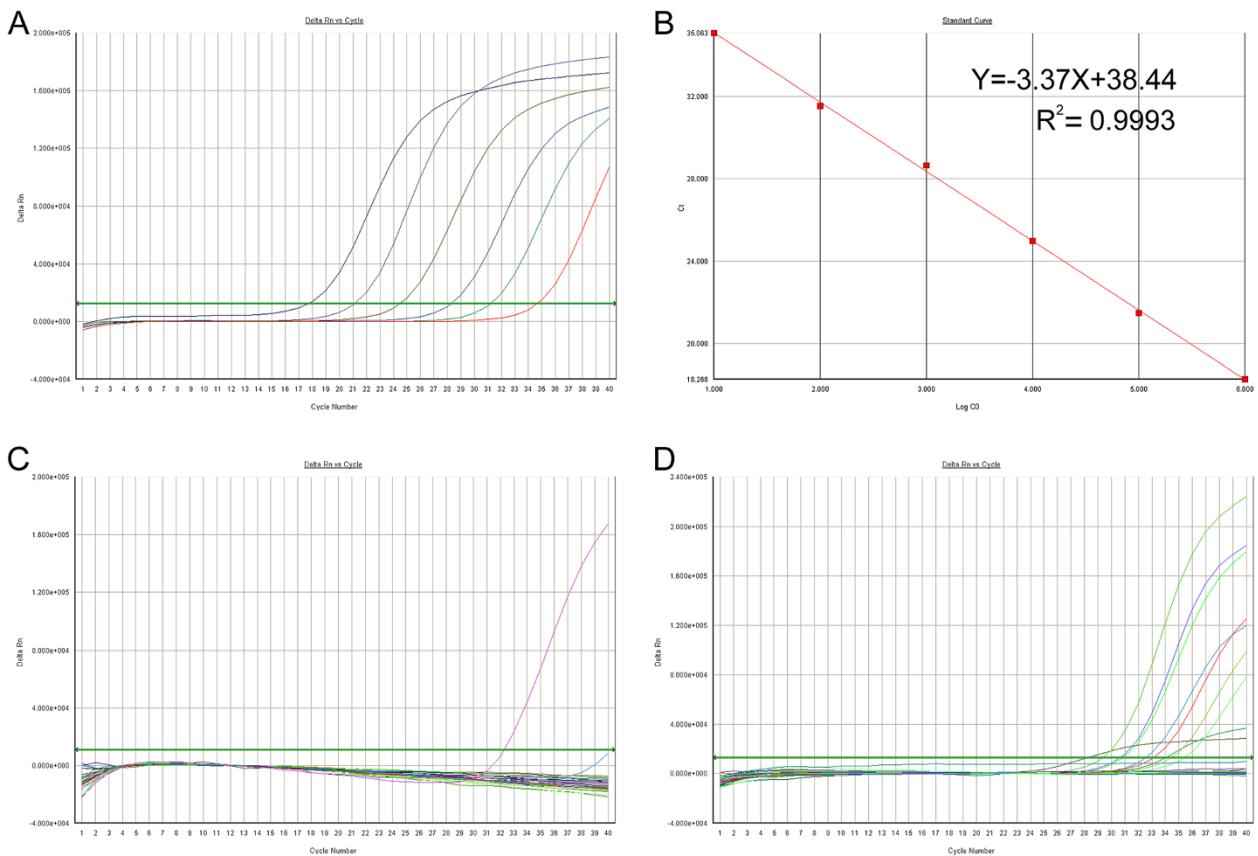 A
Delta Rn vs Cycle
2.000e+005
1.600e+005
1.200e+005
8.000e+004
4.000e+004
0.000e+000
-4.000e+004
Delta Rn
1 2 3 4 5 6 7 8 9 10 11 12 13 14 15 16 17 18 19 20 21 22 23 24 25 26 27 28 29 30 31 32 33 34 35 36 37 38 39 40
Cycle Number
B
Standard Curve
Y=-3.37X+38.44
R²= 0.9993
35.063
32.000
28.000
24.000
20.000
18.268
Ct
1.000 2.000 3.000 4.000 5.000 6.000
Log C0
C
Delta Rn vs Cycle
2.000e+005
1.600e+005
1.200e+005
8.000e+004
4.000e+004
0.000e+000
-4.000e+004
Delta Rn
1 2 3 4 5 6 7 8 9 10 11 12 13 14 15 16 17 18 19 20 21 22 23 24 25 26 27 28 29 30 31 32 33 34 35 36 37 38 39 40
Cycle Number
D
Delta Rn vs Cycle
2.400e+005
2.000e+005
1.600e+005
1.200e+005
8.000e+004
4.000e+004
0.000e+000
-4.000e+004
Delta Rn
1 2 3 4 5 6 7 8 9 10 11 12 13 14 15 16 17 18 19 20 21 22 23 24 25 26 27 28 29 30 31 32 33 34 35 36 37 38 39 40
Cycle Number